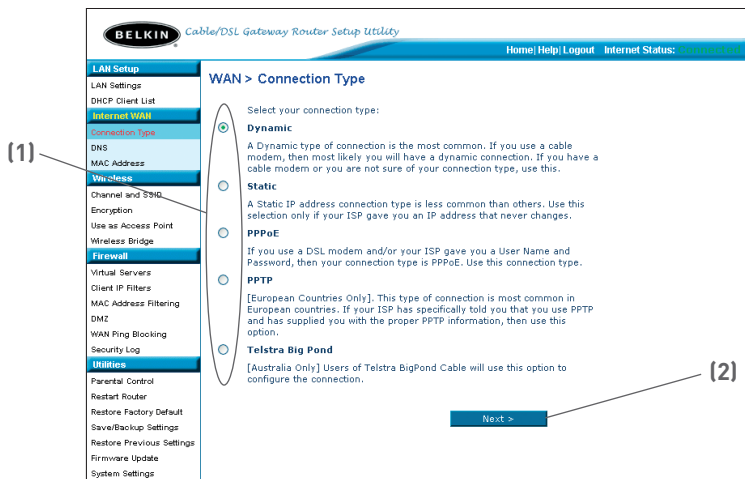 BELKIN
Cable/DSL Gateway Router Setup Utility
Home| Help| Logout Internet Status:
LAN Setup
LAN Settings
DHCP Client List
Internet WAN
Connection Type
DNS
MAC Address
Wireless
Channel and SSID
Encryption
Use as Access Point
Wireless Bridge
Firewall
Virtual Servers
Client IP Filters
MAC Address Filtering
DMZ
WAN Ping Blocking
Security Log
Utilities
Parental Control
Restart Router
Restore Factory Default
Save/Backup Settings
Restore Previous Settings
Firmware Update
System Settings
WAN > Connection Type
Select your connection type:
Dynamic
A Dynamic type of connection is the most common. If you use a cable
modem, then most likely you will have a dynamic connection. If you have a
cable modem or you are not sure of your connection type, use this.
Static
A Static IP address connection type is less common than others. Use this
selection only if your ISP gave you an IP address that never changes.
PPPoE
If you use a DSL modem and/or your ISP gave you a User Name and
Password, then your connection type is PPPoE. Use this connection type.
PPTP
[European Countries Only]. This type of connection is most common in
European countries. If your ISP has specifically told you that you use PPTP
and has supplied you with the proper PPTP information, then use this
option.
Telstra Big Pond
[Australia Only] Users of Telstra BigPond Cable will use this option to
configure the connection.
Next >
(1)
(2)